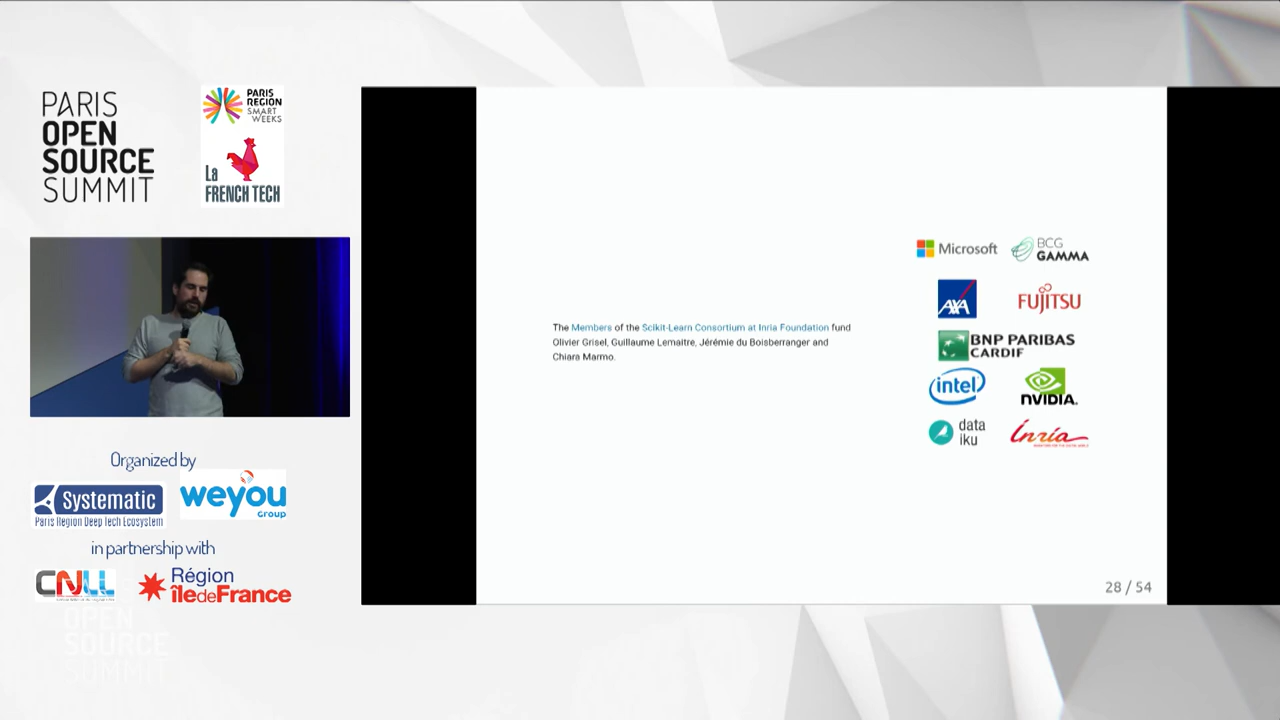 PARIS
OPEN
SOURCE
SUMMIT
PARIS
REGION
SMART
WEEKS
La
FRENCH TECH
Organized by
Systematic
Paris Region Deep Tech Ecosystem
weyou
Group
in partnership with
CNLL
Région
îledeFrance
OPEN
SOURCE
SUMMIT
The Members of the Scikit-Learn Consortium at Inria Foundation fund
Olivier Grisel, Guillaume Lemaitre, Jérémie du Boisberranger and
Chiara Marmo.
Microsoft
BCG
GAMMA
AXA
FUJITSU
BNP PARIBAS
CARDIF
intel
NVIDIA.
data
iku
Inria
28 / 54